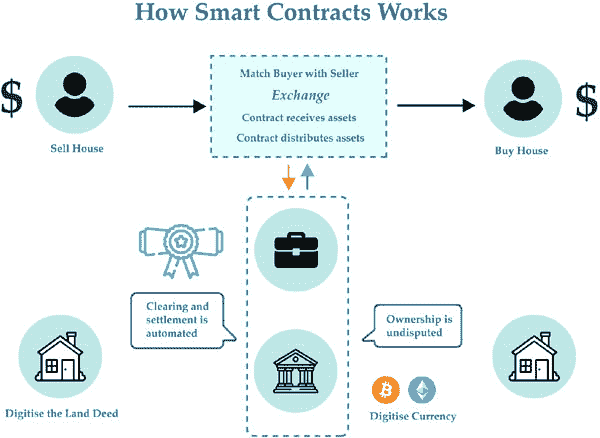 How Smart Contracts Works
$
Sell House
Match Buyer with Seller
Exchange
Contract receives assets
Contract distributes assets
Buy House
$
Clearing and
settlement is
automated
Ownership is
undisputed
Digitise the Land Deed
Digitise Currency